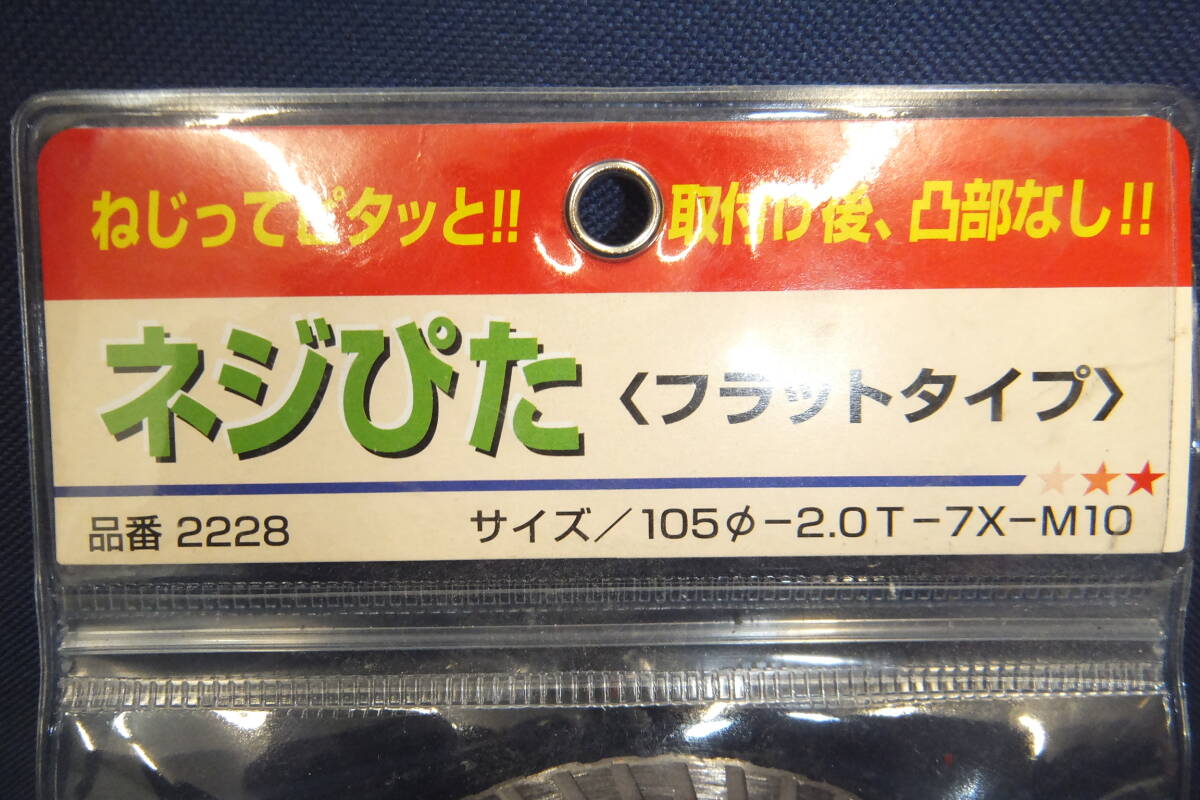 ねじってピタッと!! 取付け後、凸部なし!!
ネジぴた 〈フラットタイプ〉
品番 2228 サイズ／105φ−2.0T−7X−M10